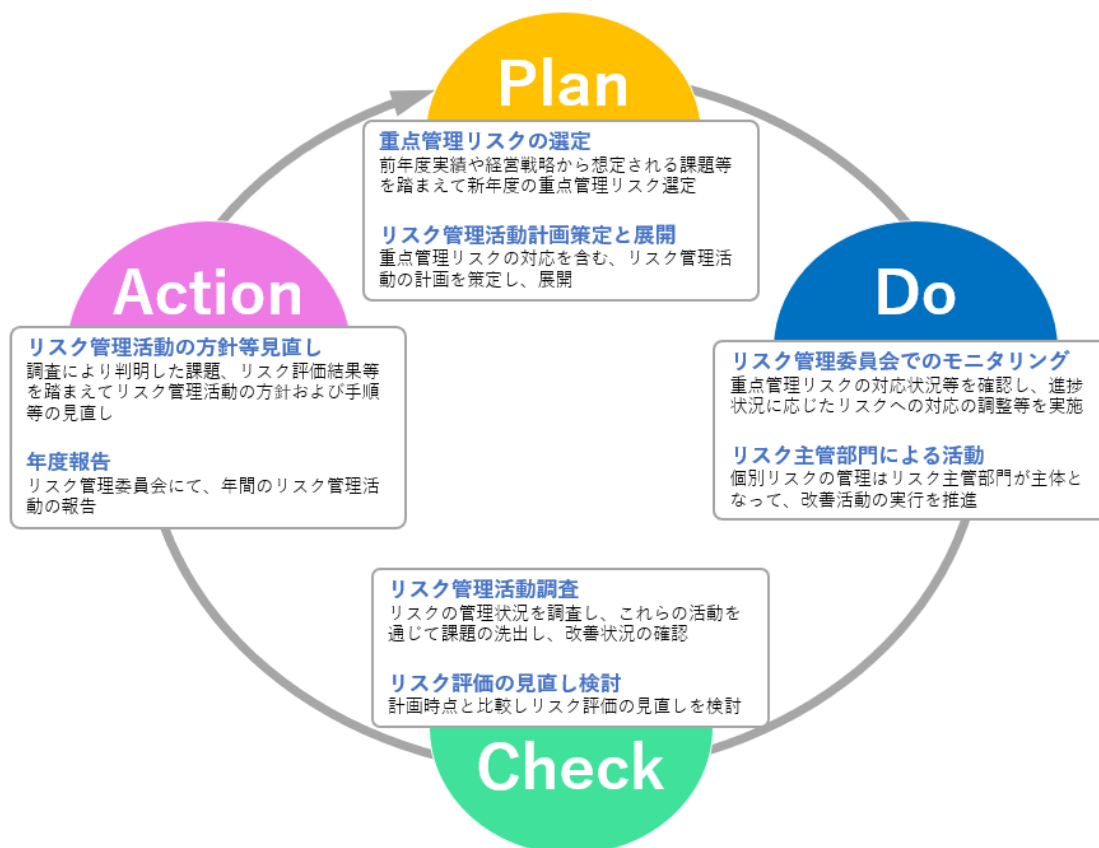 Plan
重点管理リスクの選定
前年度実績や経営戦略から想定される課題等
を踏まえて新年度の重点管理リスク選定
リスク管理活動計画策定と展開
重点管理リスクの対応を含む、リスク管理活
動の計画を策定し、展開
Do
リスク管理委員会でのモニタリング
重点管理リスクの対応状況等を確認し、進捗
状況に応じたリスクへの対応の調整等を実施
リスク主管部門による活動
個別リスクの管理はリスク主管部門が主体と
なって、改善活動の実行を推進
リスク管理活動調査
リスクの管理状況を調査し、これらの活動を
通じて課題の洗出し、改善状況の確認
リスク評価の見直し検討
計画時点と比較しリスク評価の見直しを検討
Check
Action
リスク管理活動の方針等見直し
調査により判明した課題、リスク評価結果等
を踏まえてリスク管理活動の方針および手順
等の見直し
年度報告
リスク管理委員会にて、年間のリスク管理活
動の報告